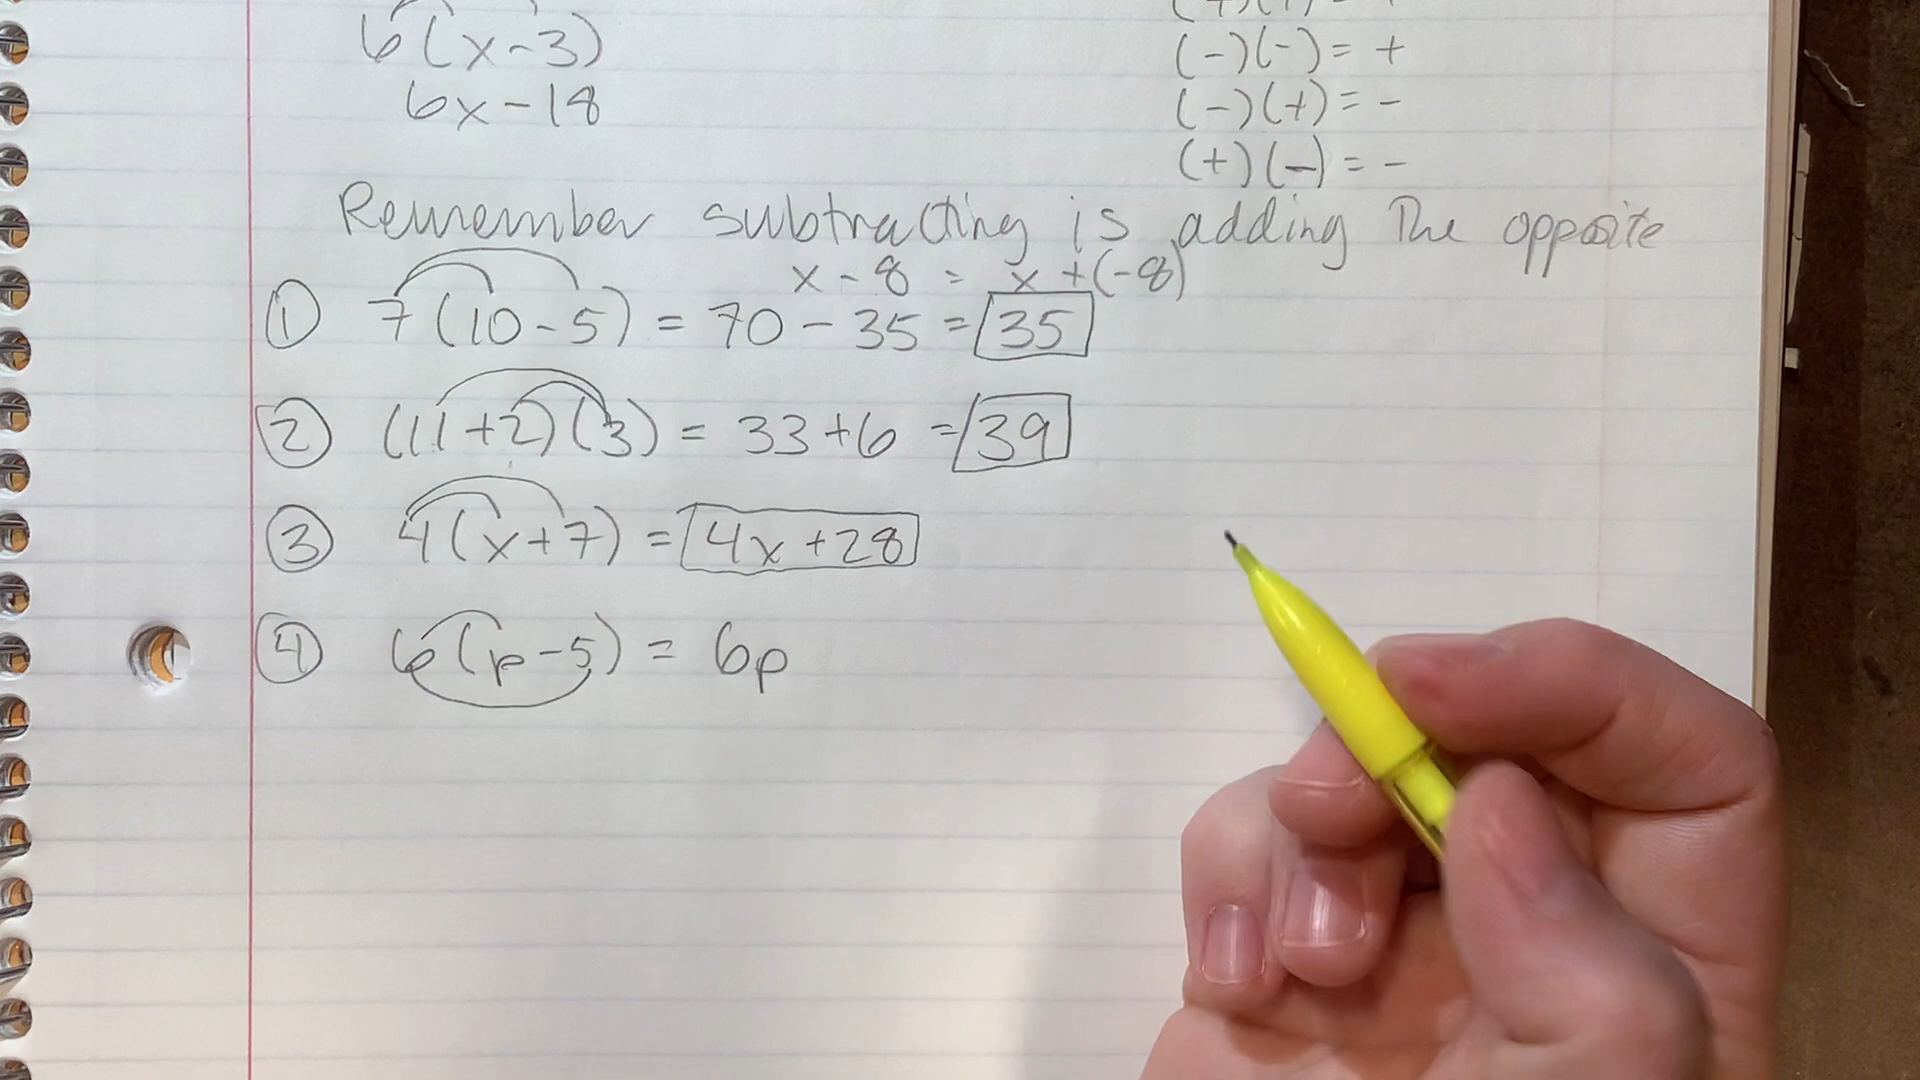 6(x-3)
6x-18
(+)(+) = +
(-)(-) = +
(-)(+) = -
(+)(-) = -
Remember subtracting is adding the opposite
x - 8 = x + (-8)
① 7(10-5) = 70 - 35 = 35
② (11+2)(3) = 33+6 = 39
③ 4(x+7) = 4x+28
④ 6(p-5) = 6p